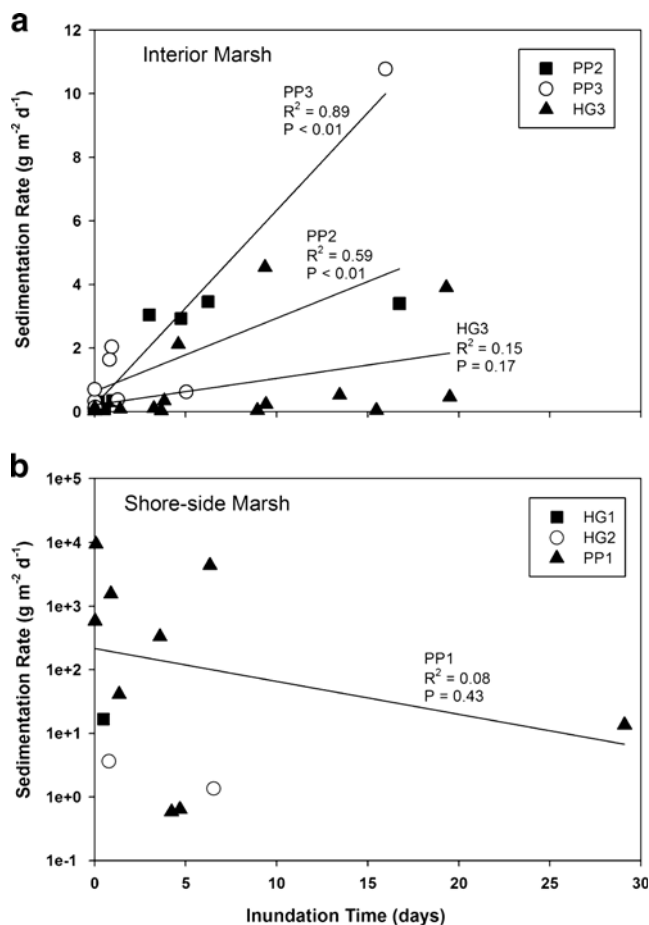 a
Interior Marsh
PP2
PP3
HG3
PP3
R² = 0.89
P < 0.01
PP2
R² = 0.59
P < 0.01
HG3
R² = 0.15
P = 0.17
12
10
8
6
4
2
0
Sedimentation Rate (g m⁻² d⁻¹)
b
Shore-side Marsh
HG1
HG2
PP1
PP1
R² = 0.08
P = 0.43
1e+5
1e+4
1e+3
1e+2
1e+1
1e+0
1e-1
Sedimentation Rate (g m⁻² d⁻¹)
0 5 10 15 20 25 30
Inundation Time (days)